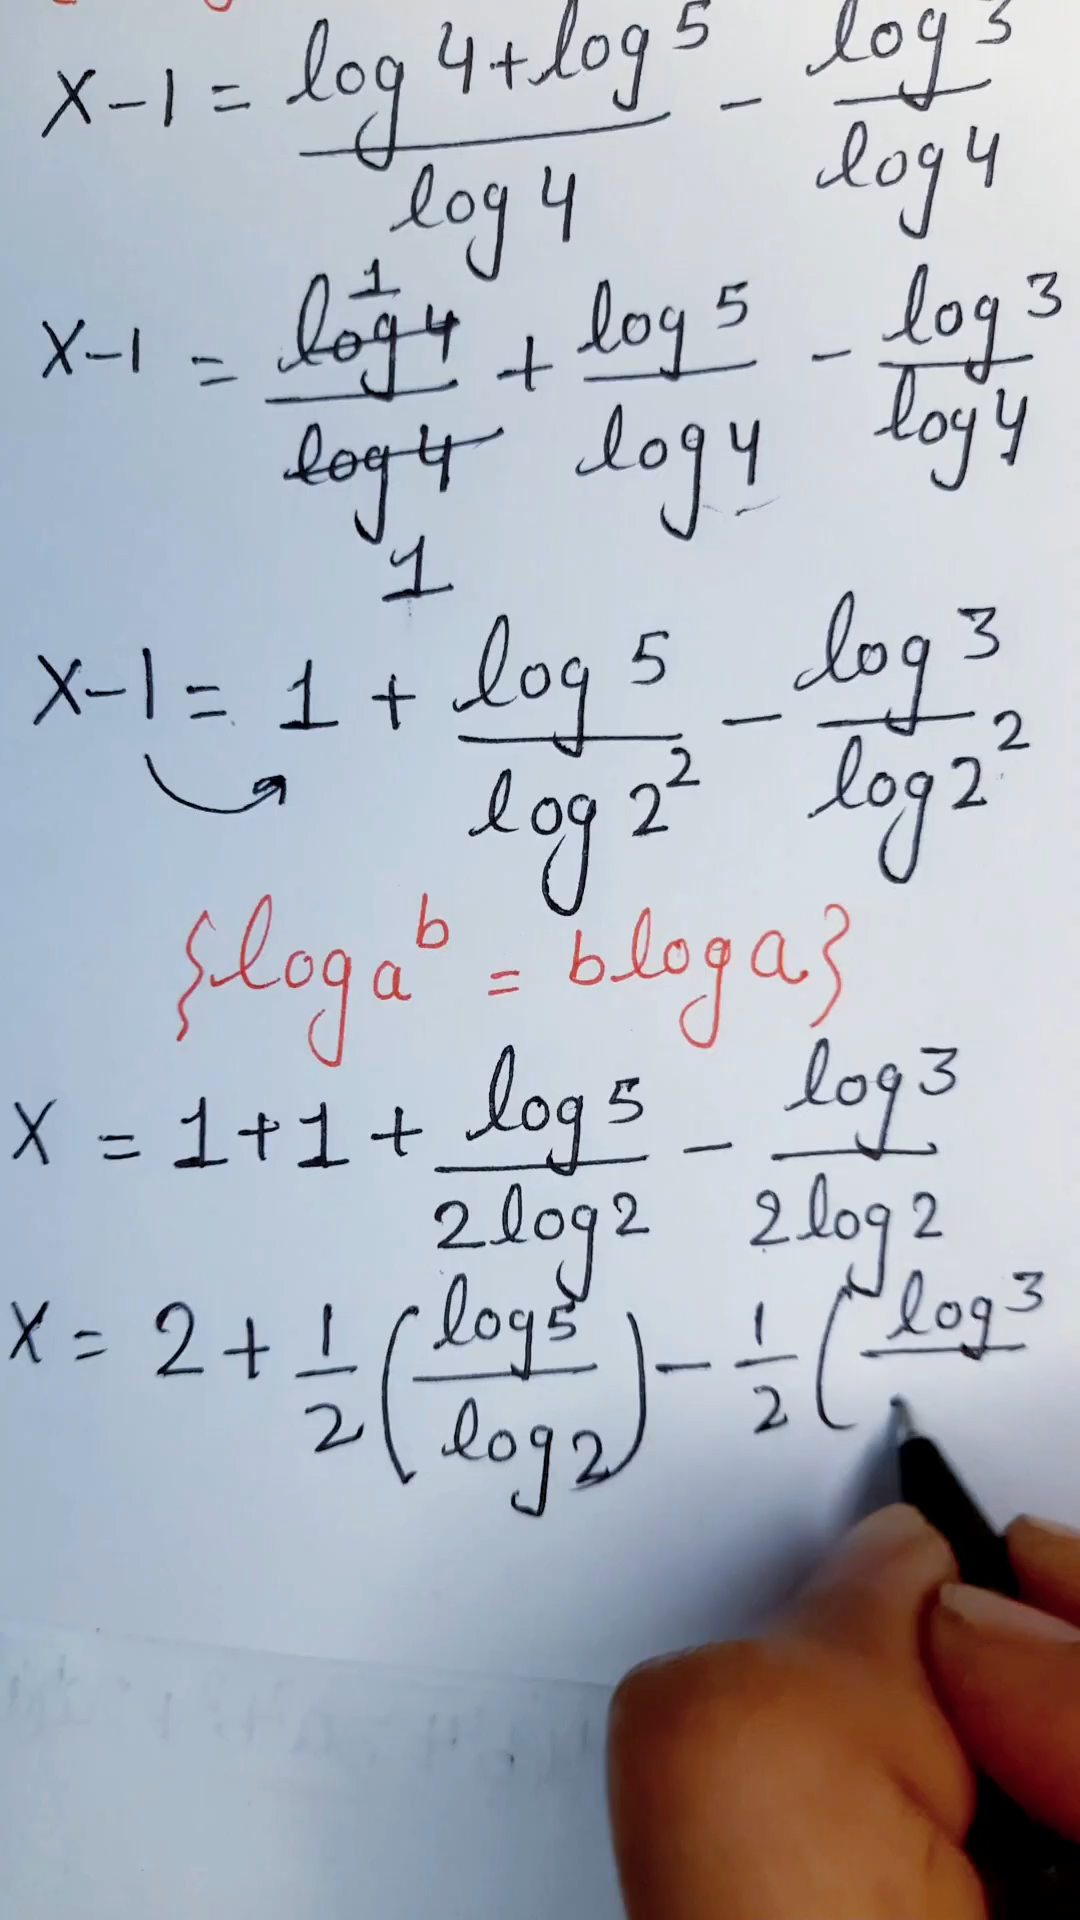 x-1 = (log 4 + log 5)/(log 4) - (log 3)/(log 4)
x-1 = (log 4)/(log 4) + (log 5)/(log 4) - (log 3)/(log 4)
1
1
x-1 = 1 + (log 5)/(log 2²) - (log 3)/(log 2²)
{log a^b = b log a}
x = 1+1+ (log 5)/(2 log 2) - (log 3)/(2 log 2)
x = 2 + 1/2 (log 5 / log 2) - 1/2 (log 3